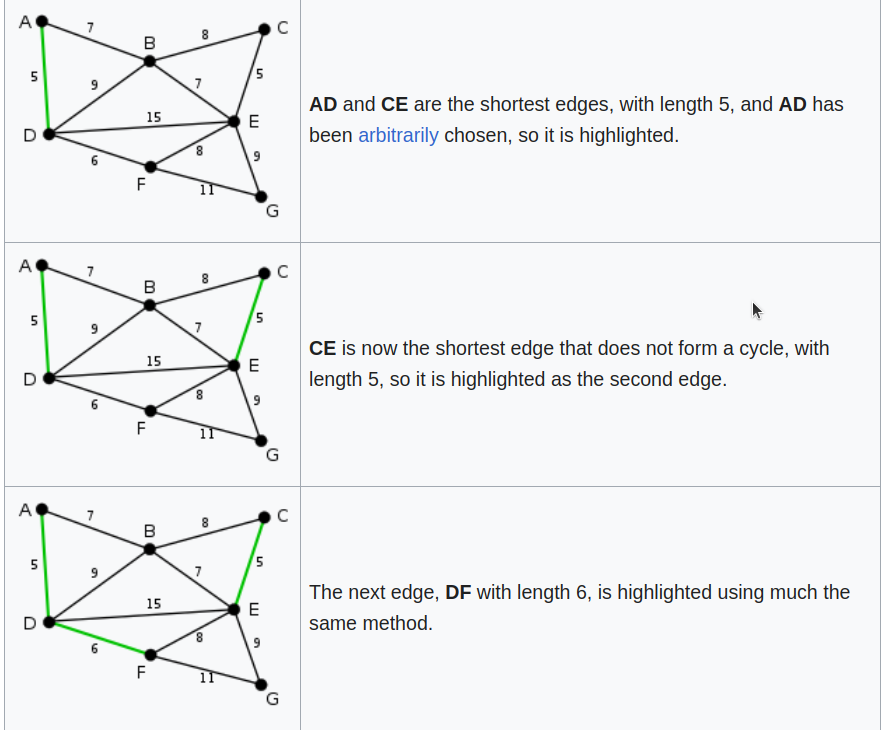 A
7
B
8
C
5
9
7
5
15
D
E
6
8
9
F
11
G
AD and CE are the shortest edges, with length 5, and AD has
been arbitrarily chosen, so it is highlighted.
A
7
B
8
C
5
9
7
5
15
D
E
6
8
9
F
11
G
CE is now the shortest edge that does not form a cycle, with
length 5, so it is highlighted as the second edge.
A
7
B
8
C
5
9
7
5
15
D
E
6
8
9
F
11
G
The next edge, DF with length 6, is highlighted using much the
same method.